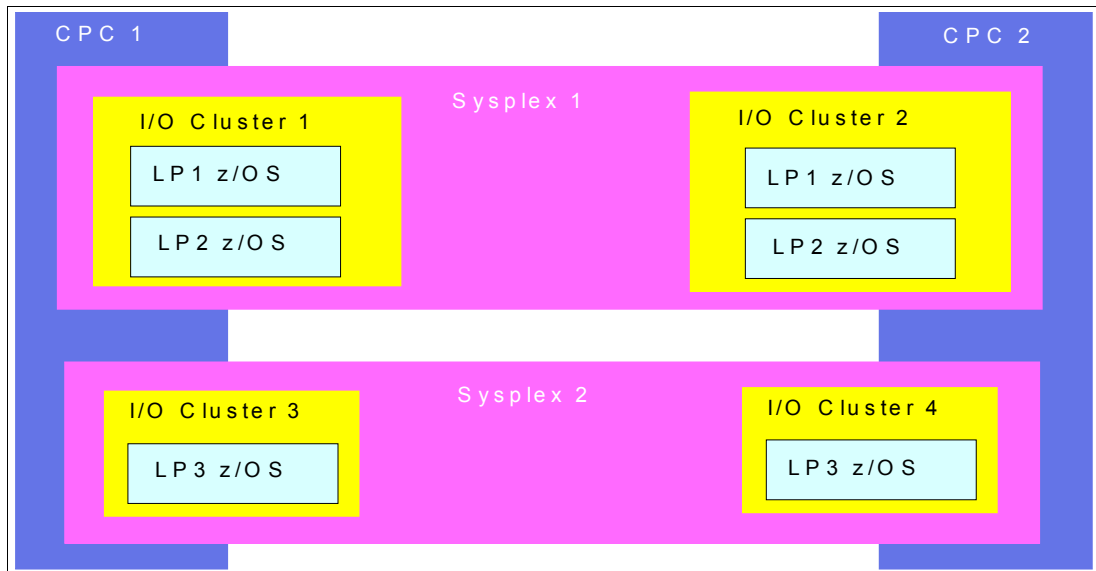 CPC 1
CPC 2
Sysplex 1
I/O Cluster 1
LP1 z/OS
LP2 z/OS
I/O Cluster 2
LP1 z/OS
LP2 z/OS
Sysplex 2
I/O Cluster 3
LP3 z/OS
I/O Cluster 4
LP3 z/OS